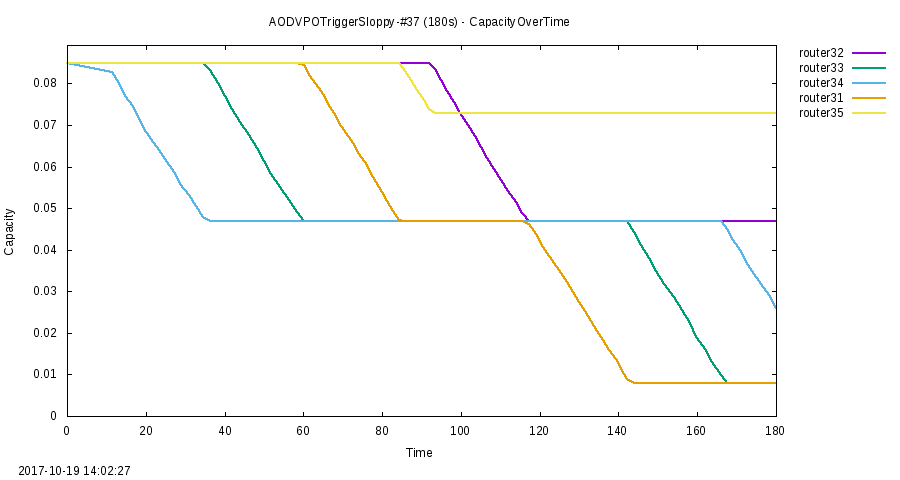 AODVPOTriggerSloppy-#37 (180s) - CapacityOverTime
router32
router33
router34
router31
router35
0.08
0.07
0.06
0.05
0.04
0.03
0.02
0.01
0
Capacity
0 20 40 60 80 100 120 140 160 180
Time
2017-10-19 14:02:27